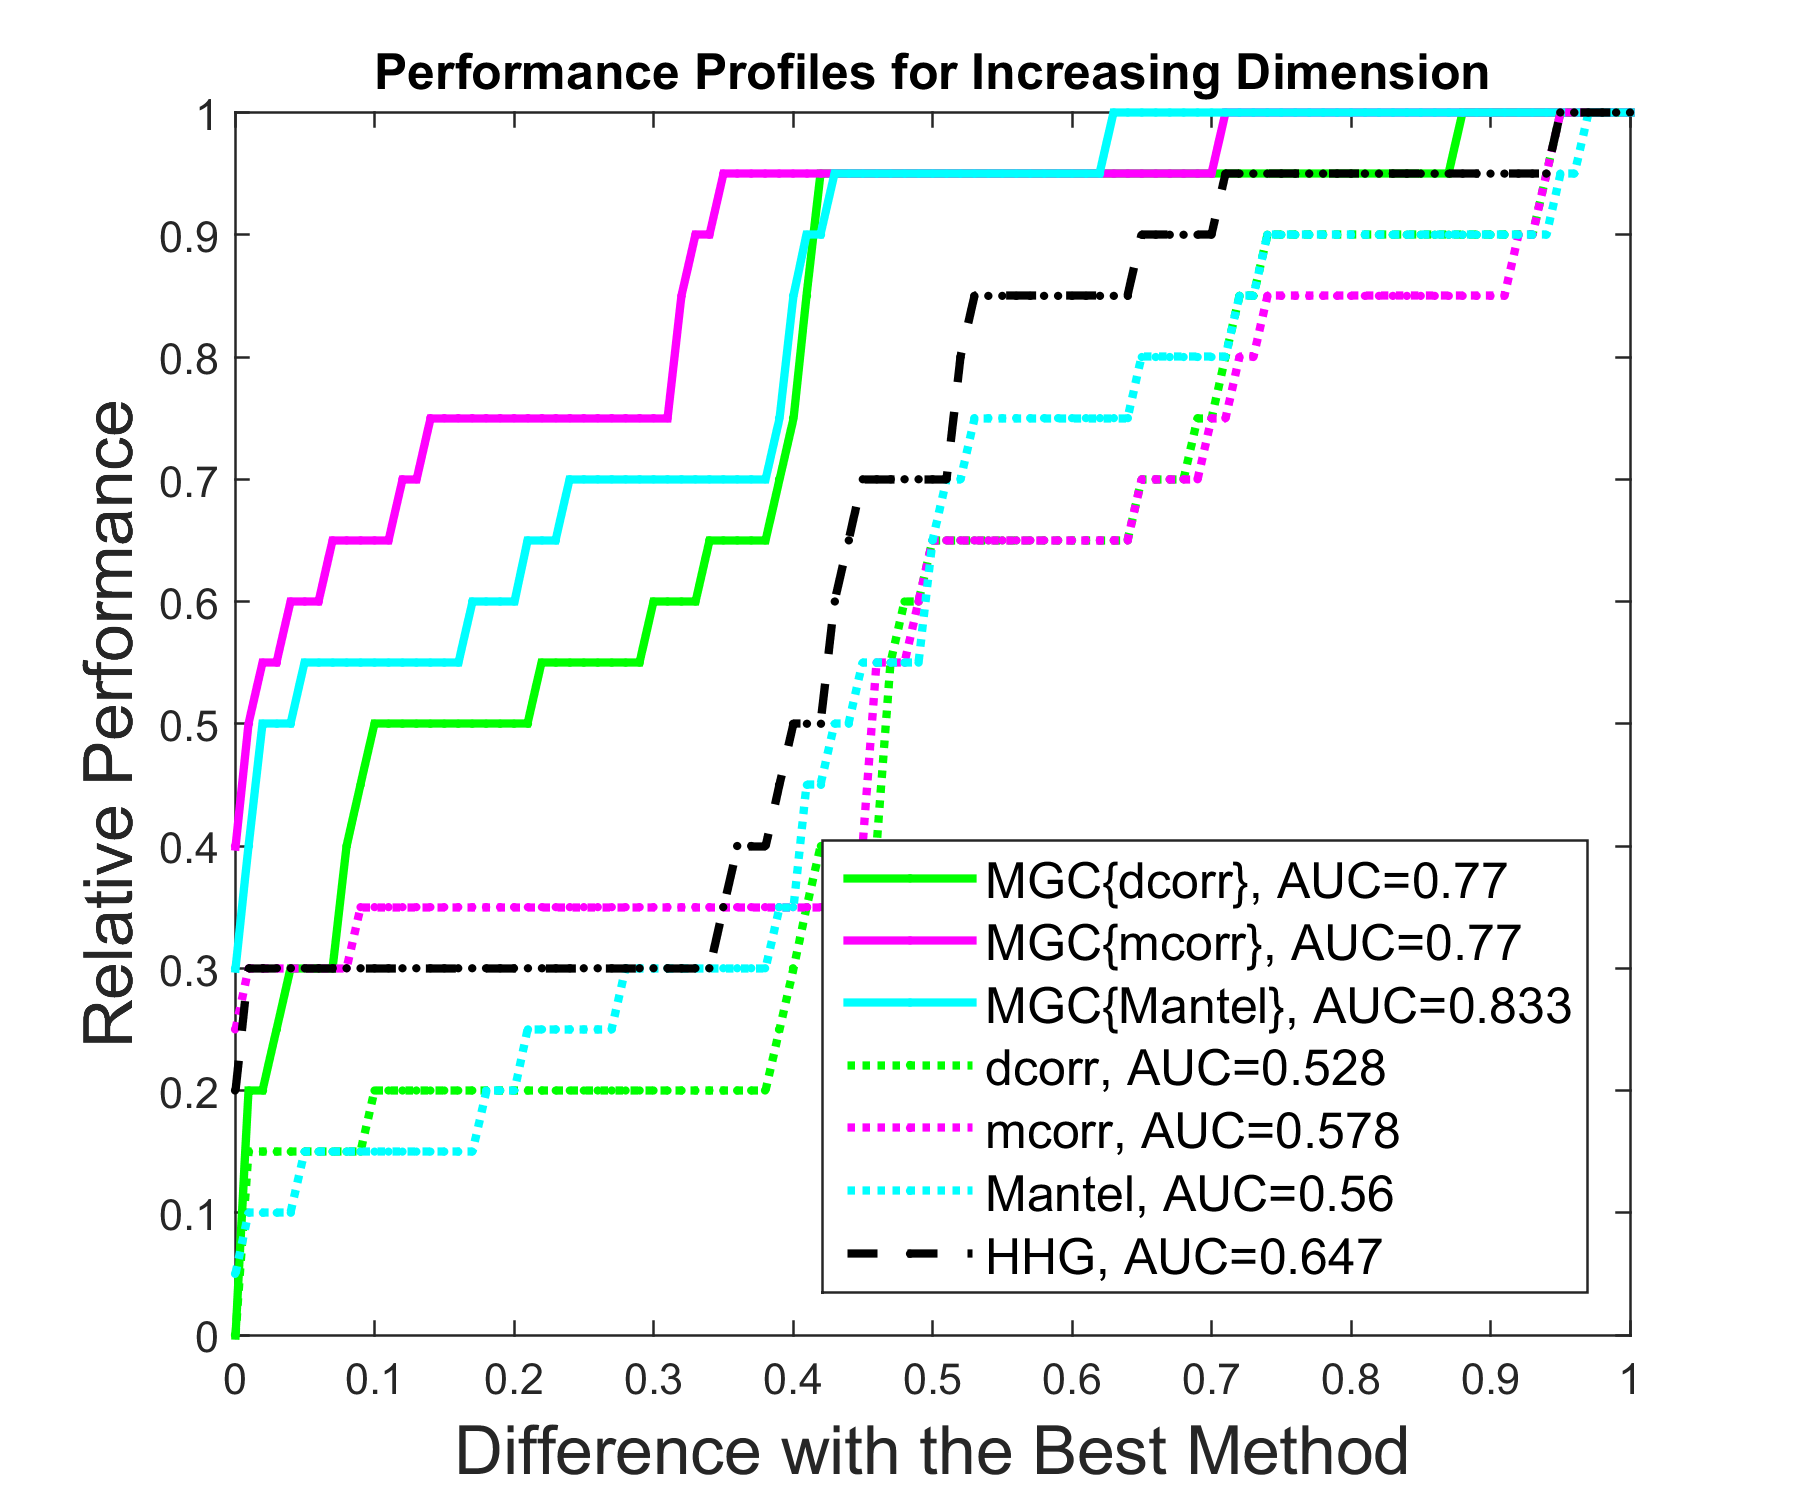 Performance Profiles for Increasing Dimension
1
0.9
0.8
0.7
0.6
0.5
0.4
0.3
0.2
0.1
0
Relative Performance
MGC{dcorr}, AUC=0.77
MGC{mcorr}, AUC=0.77
MGC{Mantel}, AUC=0.833
dcorr, AUC=0.528
mcorr, AUC=0.578
Mantel, AUC=0.56
HHG, AUC=0.647
0 0.1 0.2 0.3 0.4 0.5 0.6 0.7 0.8 0.9 1
Difference with the Best Method